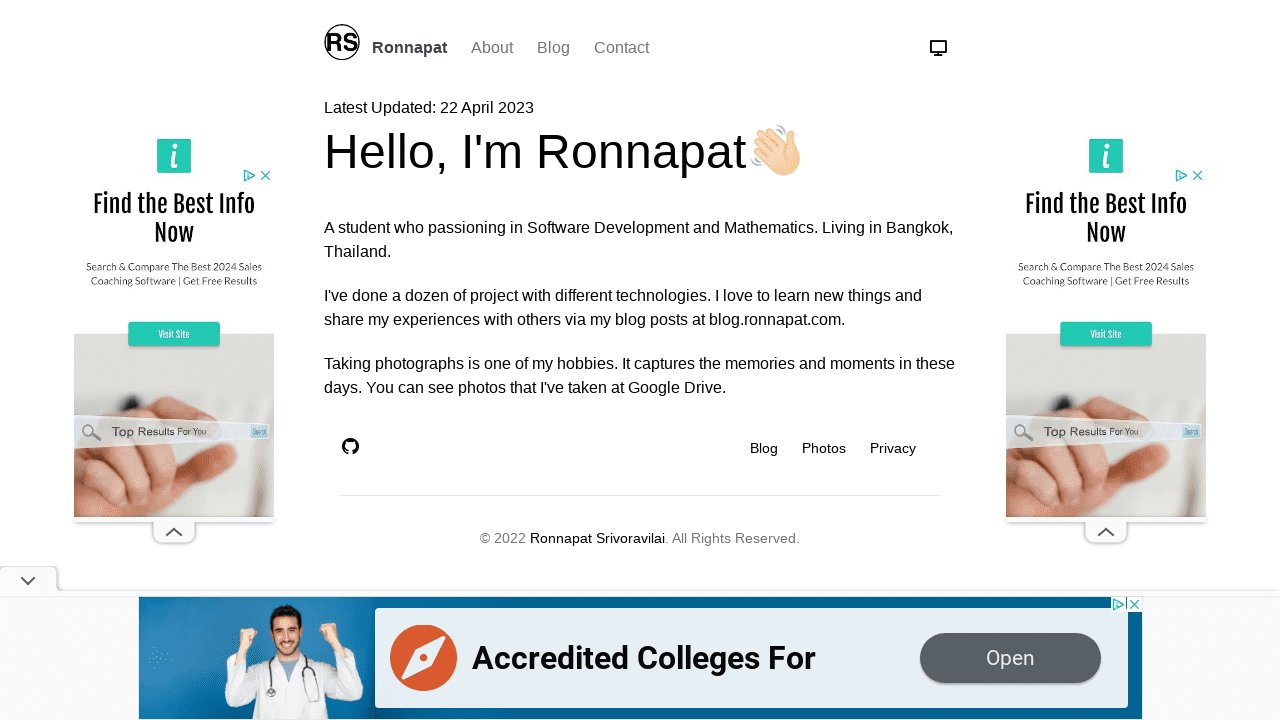 RS
Ronnapat About Blog Contact
Latest Updated: 22 April 2023
Hello, I'm Ronnapat👋🏻
A student who passioning in Software Development and Mathematics. Living in Bangkok,
Thailand.
I've done a dozen of project with different technologies. I love to learn new things and
share my experiences with others via my blog posts at blog.ronnapat.com.
Taking photographs is one of my hobbies. It captures the memories and moments in these
days. You can see photos that I've taken at Google Drive.
Blog Photos Privacy
© 2022 Ronnapat Srivoravilai. All Rights Reserved.
i
Find the Best Info
Now
Search & Compare The Best 2024 Sales
Coaching Software | Get Free Results
Visit Site
Top Results For You
Search
i
Find the Best Info
Now
Search & Compare The Best 2024 Sales
Coaching Software | Get Free Results
Visit Site
Top Results For You
Search
Accredited Colleges For
Open